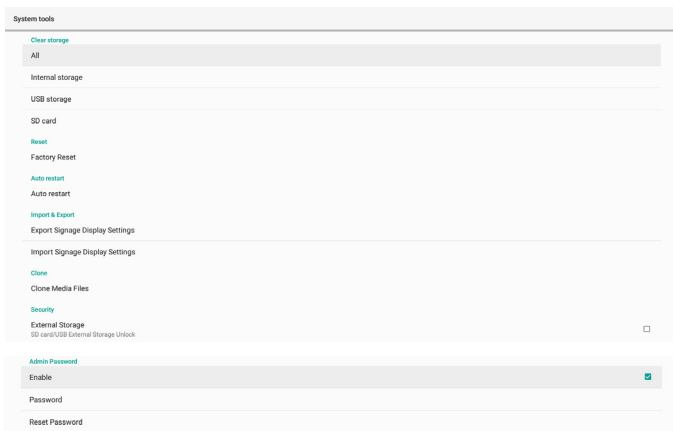 System tools
Clear storage
All
Internal storage
USB storage
SD card
Reset
Factory Reset
Auto restart
Auto restart
Import & Export
Export Signage Display Settings
Import Signage Display Settings
Clone
Clone Media Files
Security
External Storage
SD card/USB External Storage Unlock
Admin Password
Enable
Password
Reset Password